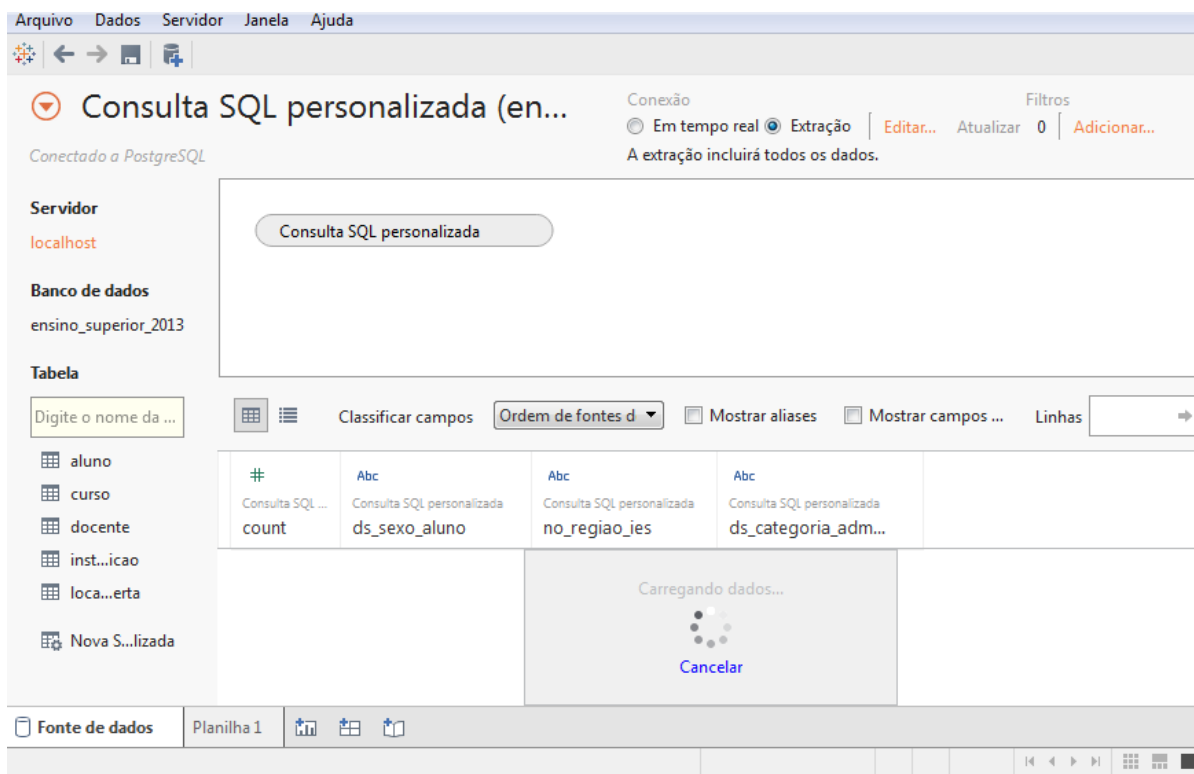 Arquivo Dados Servidor Janela Ajuda
Consulta SQL personalizada (en...
Conectado a PostgreSQL
Conexão
Em tempo real Extração Editar... Atualizar
A extração incluirá todos os dados.
Filtros
0 Adicionar...
Servidor
localhost
Banco de dados
ensino_superior_2013
Tabela
Digite o nome da ...
aluno
curso
docente
inst...icao
loca...erta
Nova S...lizada
Consulta SQL personalizada
Classificar campos Ordem de fontes d Mostrar aliases Mostrar campos ... Linhas
# Abc Abc Abc
Consulta SQL ... Consulta SQL personalizada Consulta SQL personalizada Consulta SQL personalizada
count ds_sexo_aluno no_regiao_ies ds_categoria_adm...
Carregando dados...
Cancelar
Fonte de dados Planilha 1